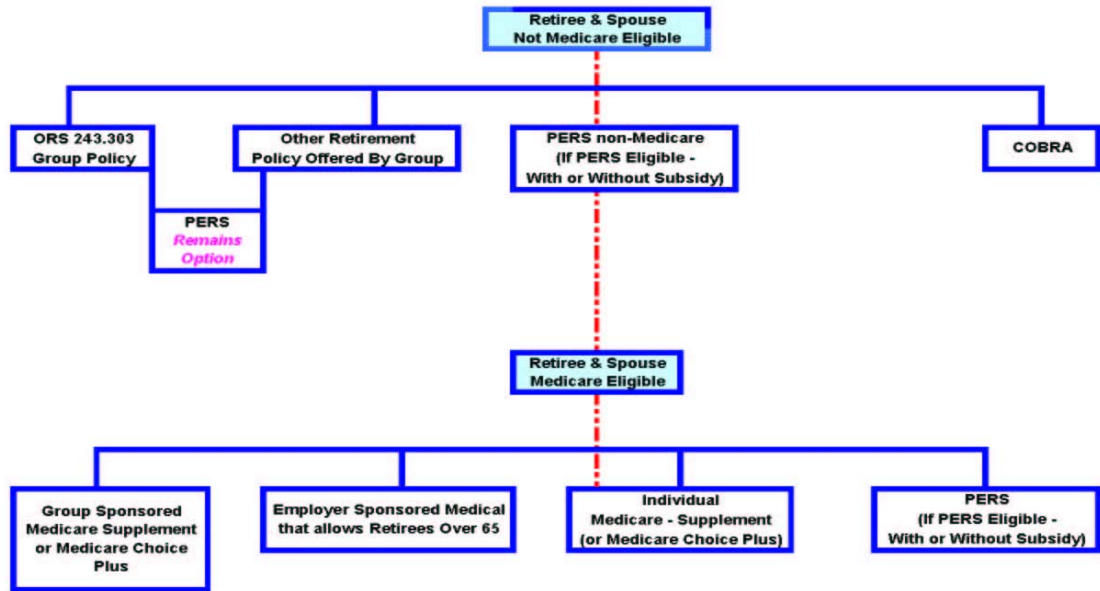 Retiree & Spouse
Not Medicare Eligible
ORS 243.303
Group Policy
Other Retirement
Policy Offered By Group
PERS non-Medicare
(If PERS Eligible -
With or Without Subsidy)
COBRA
PERS
Remains
Option
Retiree & Spouse
Medicare Eligible
Group Sponsored
Medicare Supplement
or Medicare Choice
Plus
Employer Sponsored Medical
that allows Retirees Over 65
Individual
Medicare - Supplement
(or Medicare Choice Plus)
PERS
(If PERS Eligible -
With or Without Subsidy)